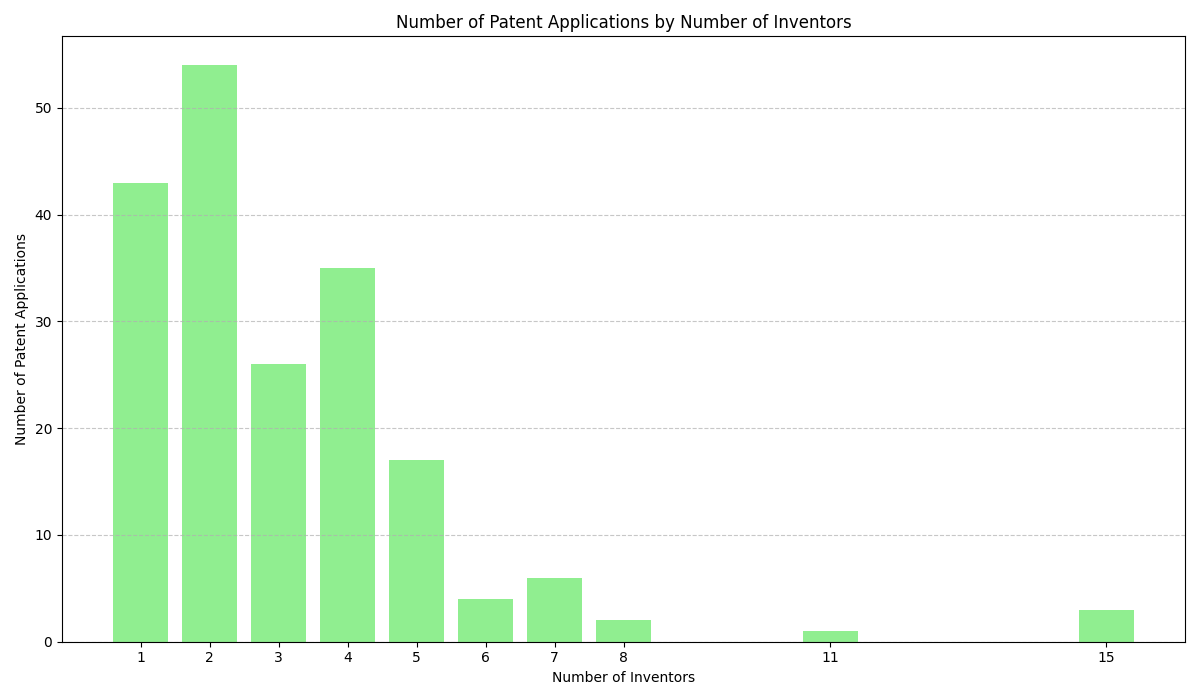 Number of Patent Applications by Number of Inventors
Number of Patent Applications
50
40
30
20
10
0
1 2 3 4 5 6 7 8 11 15
Number of Inventors